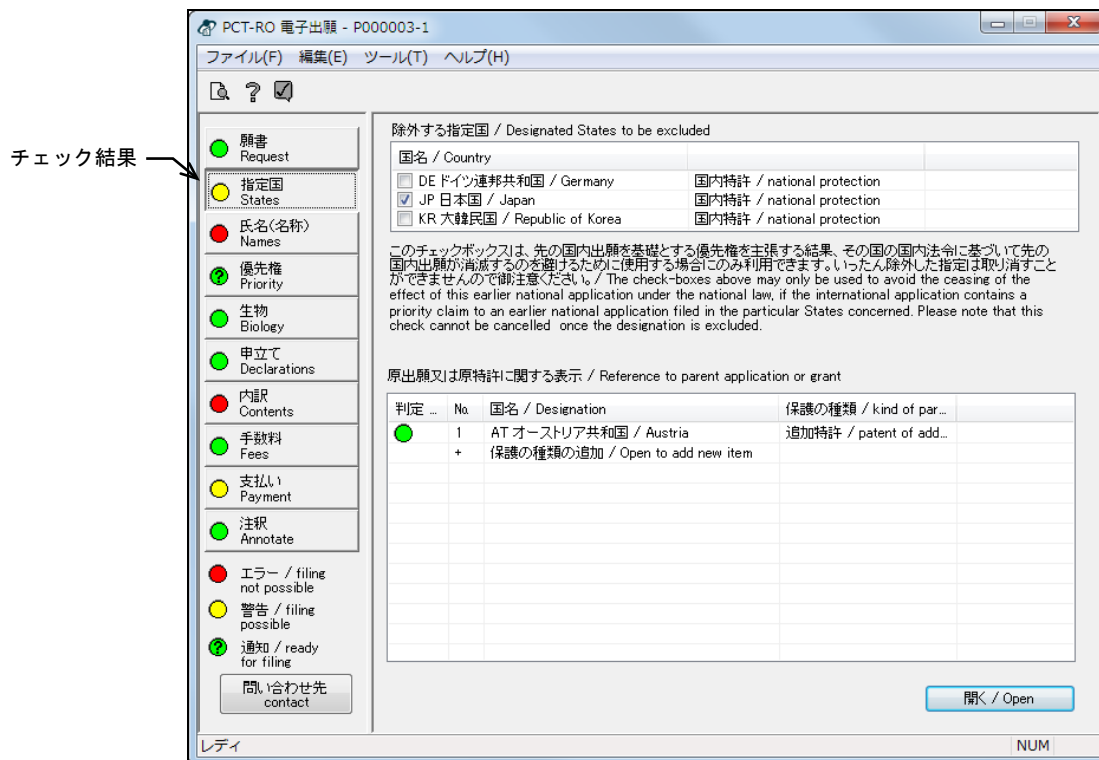 PCT-RO 電子出願 - P000003-1
ファイル(F) 編集(E) ツール(T) ヘルプ(H)
チェック結果
願書
Request
指定国
States
氏名(名称)
Names
優先権
Priority
生物
Biology
申立て
Declarations
内訳
Contents
手数料
Fees
支払い
Payment
注釈
Annotate
エラー / filing
not possible
警告 / filing
possible
通知 / ready
for filing
問い合わせ先
contact
除外する指定国 / Designated States to be excluded
国名 / Country
DE ドイツ連邦共和国 / Germany 国内特許 / national protection
JP 日本国 / Japan 国内特許 / national protection
KR 大韓民国 / Republic of Korea 国内特許 / national protection
このチェックボックスは、先の国内出願を基礎とする優先権を主張する結果、その国の国内法令に基づいて先の
国内出願が消滅するのを避けるために使用する場合にのみ利用できます。いったん除外した指定は取り消すこと
ができませんので御注意ください。/ The check-boxes above may only be used to avoid the ceasing of the
effect of this earlier national application under the national law, if the international application contains a
priority claim to an earlier national application filed in the particular States concerned. Please note that this
check cannot be cancelled once the designation is excluded.
原出願又は原特許に関する表示 / Reference to parent application or grant
判定 ... No. 国名 / Designation 保護の種類 / kind of par...
1 AT オーストリア共和国 / Austria 追加特許 / patent of add...
+ 保護の種類の追加 / Open to add new item
開く / Open
レディ NUM